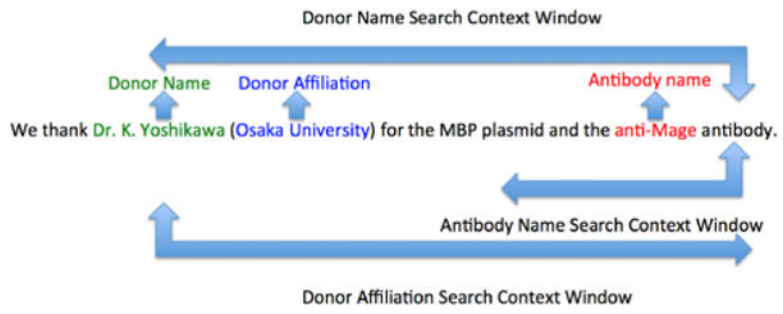 Donor Name Search Context Window
Donor Name Donor Affiliation Antibody name
We thank Dr. K. Yoshikawa (Osaka University) for the MBP plasmid and the anti-Mage antibody.
Antibody Name Search Context Window
Donor Affiliation Search Context Window